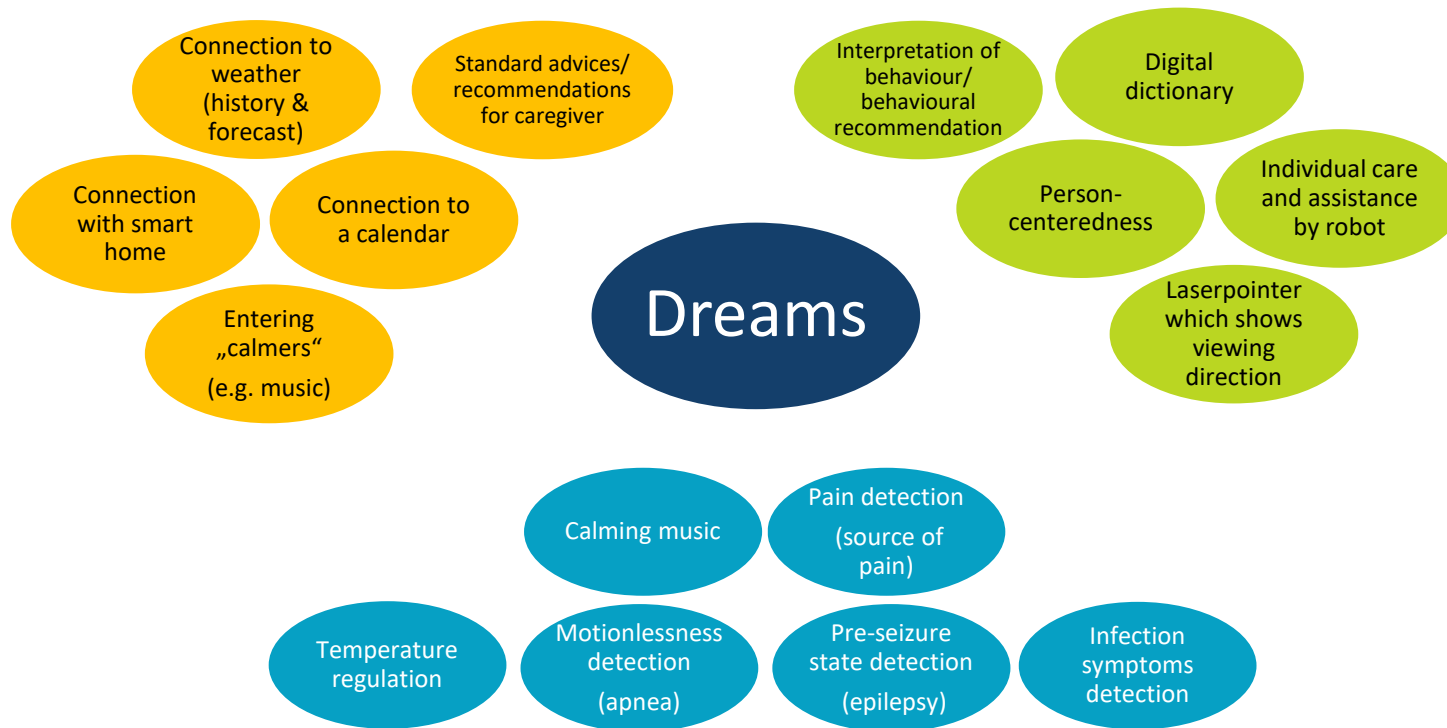 Connection to
weather
(history &
forecast)
Standard advices/
recommendations
for caregiver
Connection
with smart
home
Connection to
a calendar
Entering
„calmers“
(e.g. music)
Dreams
Interpretation of
behaviour/
behavioural
recommendation
Digital
dictionary
Person-
centeredness
Individual care
and assistance
by robot
Laserpointer
which shows
viewing
direction
Calming music
Pain detection
(source of
pain)
Temperature
regulation
Motionlessness
detection
(apnea)
Pre-seizure
state detection
(epilepsy)
Infection
symptoms
detection